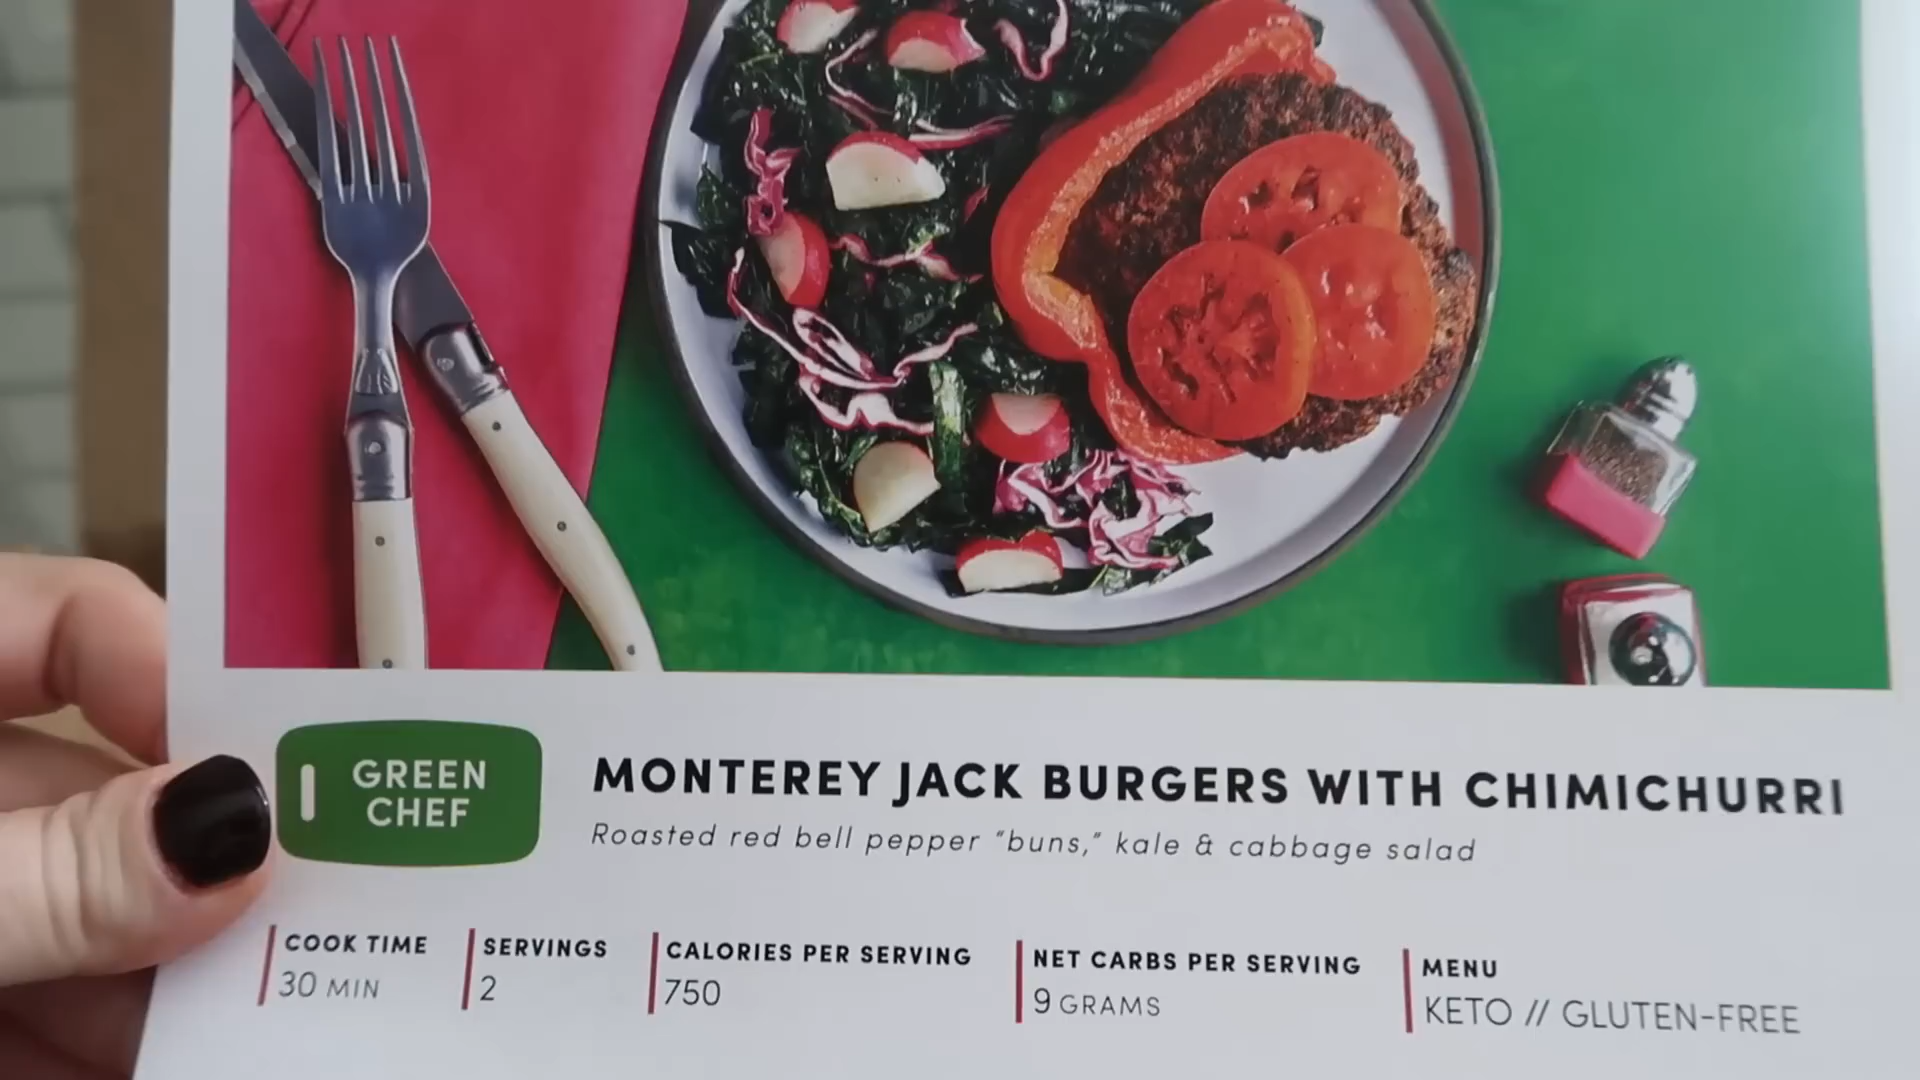 GREEN
CHEF
MONTEREY JACK BURGERS WITH CHIMICHURRI
Roasted red bell pepper “buns,” kale & cabbage salad
COOK TIME
30 MIN
SERVINGS
2
CALORIES PER SERVING
750
NET CARBS PER SERVING
9 GRAMS
MENU
KETO // GLUTEN-FREE